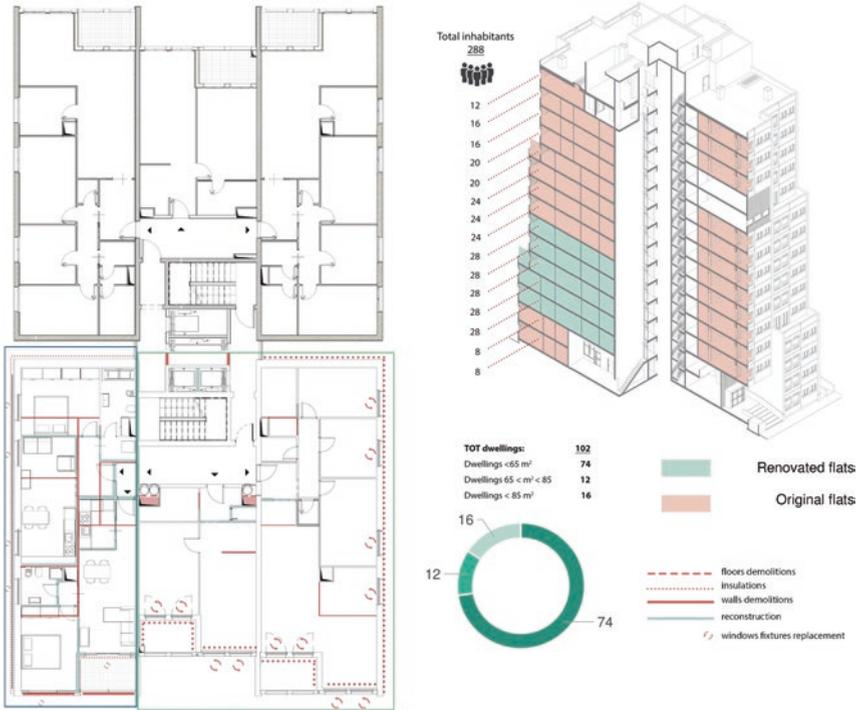 Total inhabitants
288
12
16
16
20
20
24
24
24
28
28
28
28
28
8
8
TOT dwellings: 102
Dwellings <65 m² 74
Dwellings 65 < m² < 85 12
Dwellings < 85 m² 16
Renovated flats
Original flats
16
12
74
floors demolitions
insulations
walls demolitions
reconstruction
windows fixtures replacement